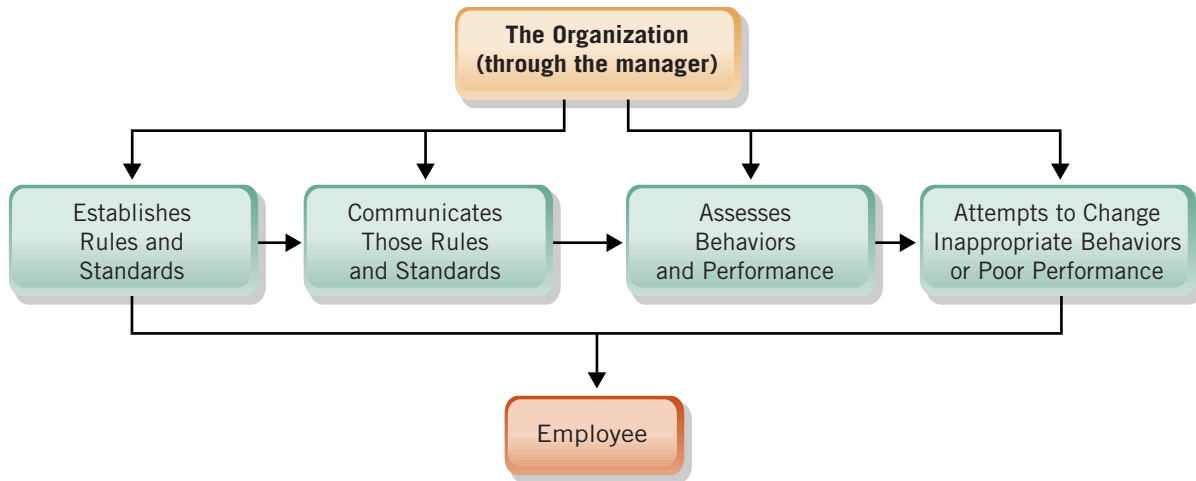 The Organization
(through the manager)
Establishes
Rules and
Standards
Communicates
Those Rules
and Standards
Assesses
Behaviors
and Performance
Attempts to Change
Inappropriate Behaviors
or Poor Performance
Employee